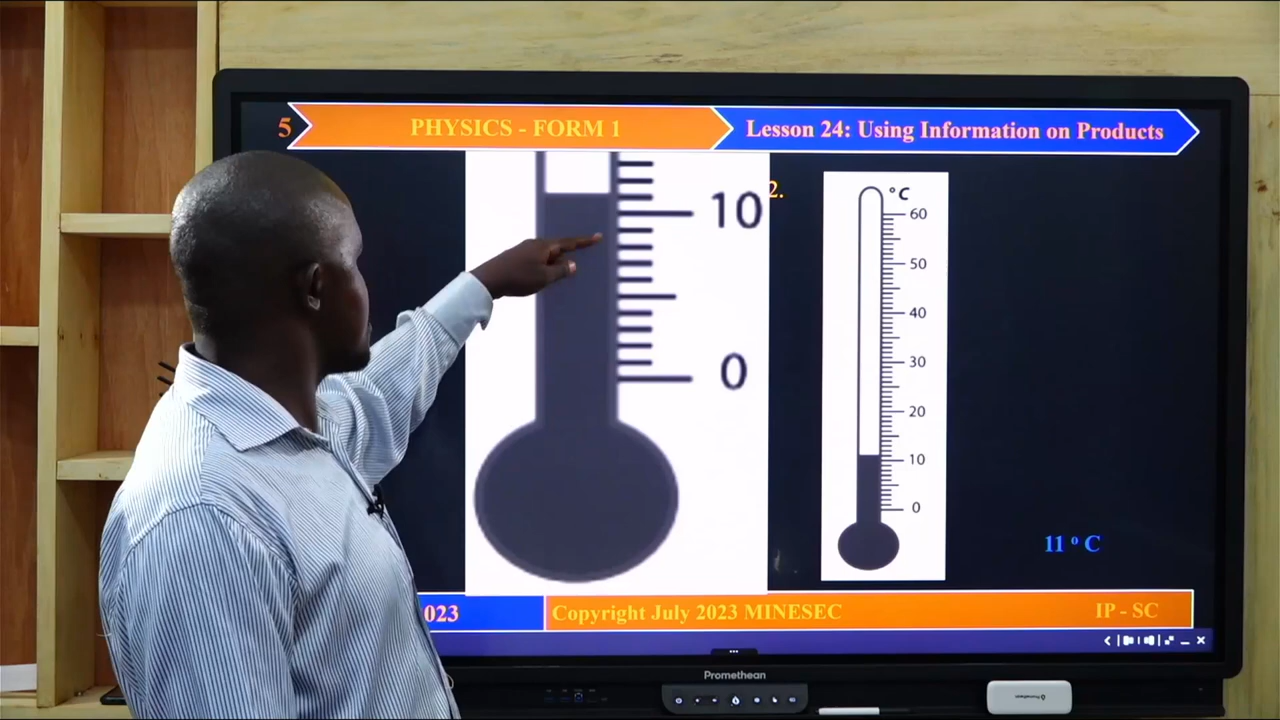 5 PHYSICS - FORM 1 Lesson 24: Using Information on Products
10
0
2.
°C
60
50
40
30
20
10
0
11 ° C
023 Copyright July 2023 MINESEC IP - SC
Promethean
Promethean